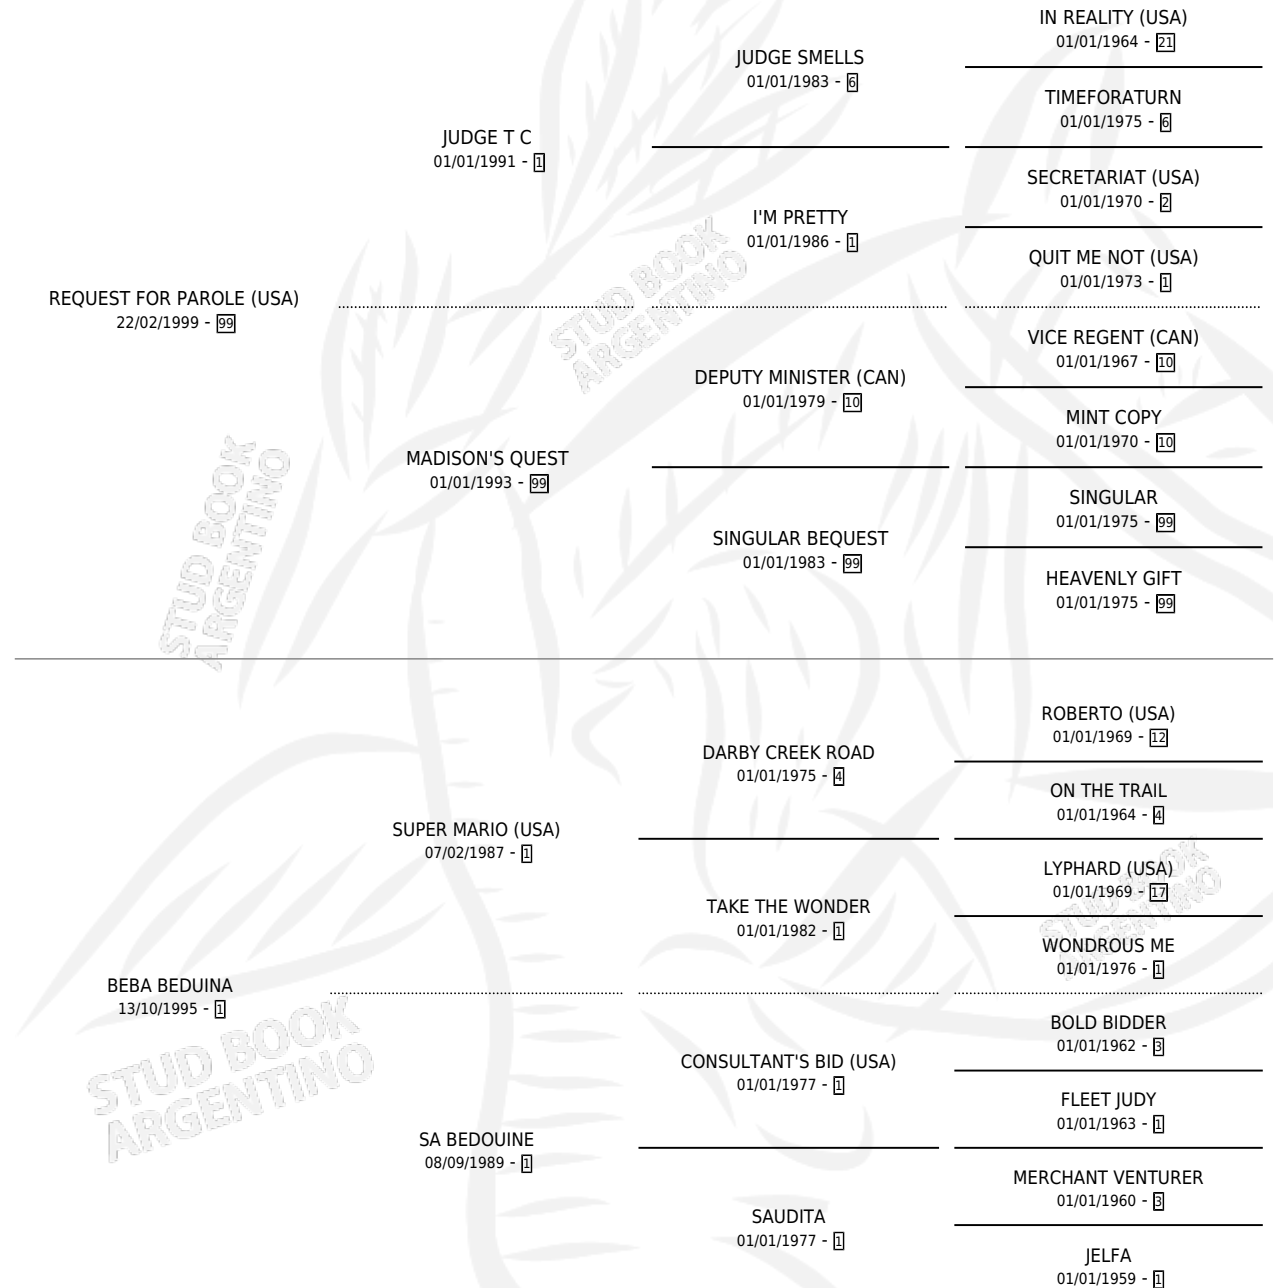 REQUEST FOR PAROLE (USA)
22/02/1999 - 99
JUDGE T C
01/01/1991 - 1
JUDGE SMELLS
01/01/1983 - 6
IN REALITY (USA)
01/01/1964 - 21
TIMEFORATURN
01/01/1975 - 6
I'M PRETTY
01/01/1986 - 1
SECRETARIAT (USA)
01/01/1970 - 2
QUIT ME NOT (USA)
01/01/1973 - 1
MADISON'S QUEST
01/01/1993 - 99
DEPUTY MINISTER (CAN)
01/01/1979 - 10
VICE REGENT (CAN)
01/01/1967 - 10
MINT COPY
01/01/1970 - 10
SINGULAR BEQUEST
01/01/1983 - 99
SINGULAR
01/01/1975 - 99
HEAVENLY GIFT
01/01/1975 - 99
BEBA BEDUINA
13/10/1995 - 1
SUPER MARIO (USA)
07/02/1987 - 1
DARBY CREEK ROAD
01/01/1975 - 4
ROBERTO (USA)
01/01/1969 - 12
ON THE TRAIL
01/01/1964 - 4
TAKE THE WONDER
01/01/1982 - 1
LYPHARD (USA)
01/01/1969 - 17
WONDROUS ME
01/01/1976 - 1
SA BEDOUINE
08/09/1989 - 1
CONSULTANT'S BID (USA)
01/01/1977 - 1
BOLD BIDDER
01/01/1962 - 3
FLEET JUDY
01/01/1963 - 1
SAUDITA
01/01/1977 - 1
MERCHANT VENTURER
01/01/1960 - 3
JELFA
01/01/1959 - 1
STUD BOOK
ARGENTINO
STUD BOOK
ARGENTINO
STUD BOOK
ARGENTINO
STUD BOOK
ARGENTINO